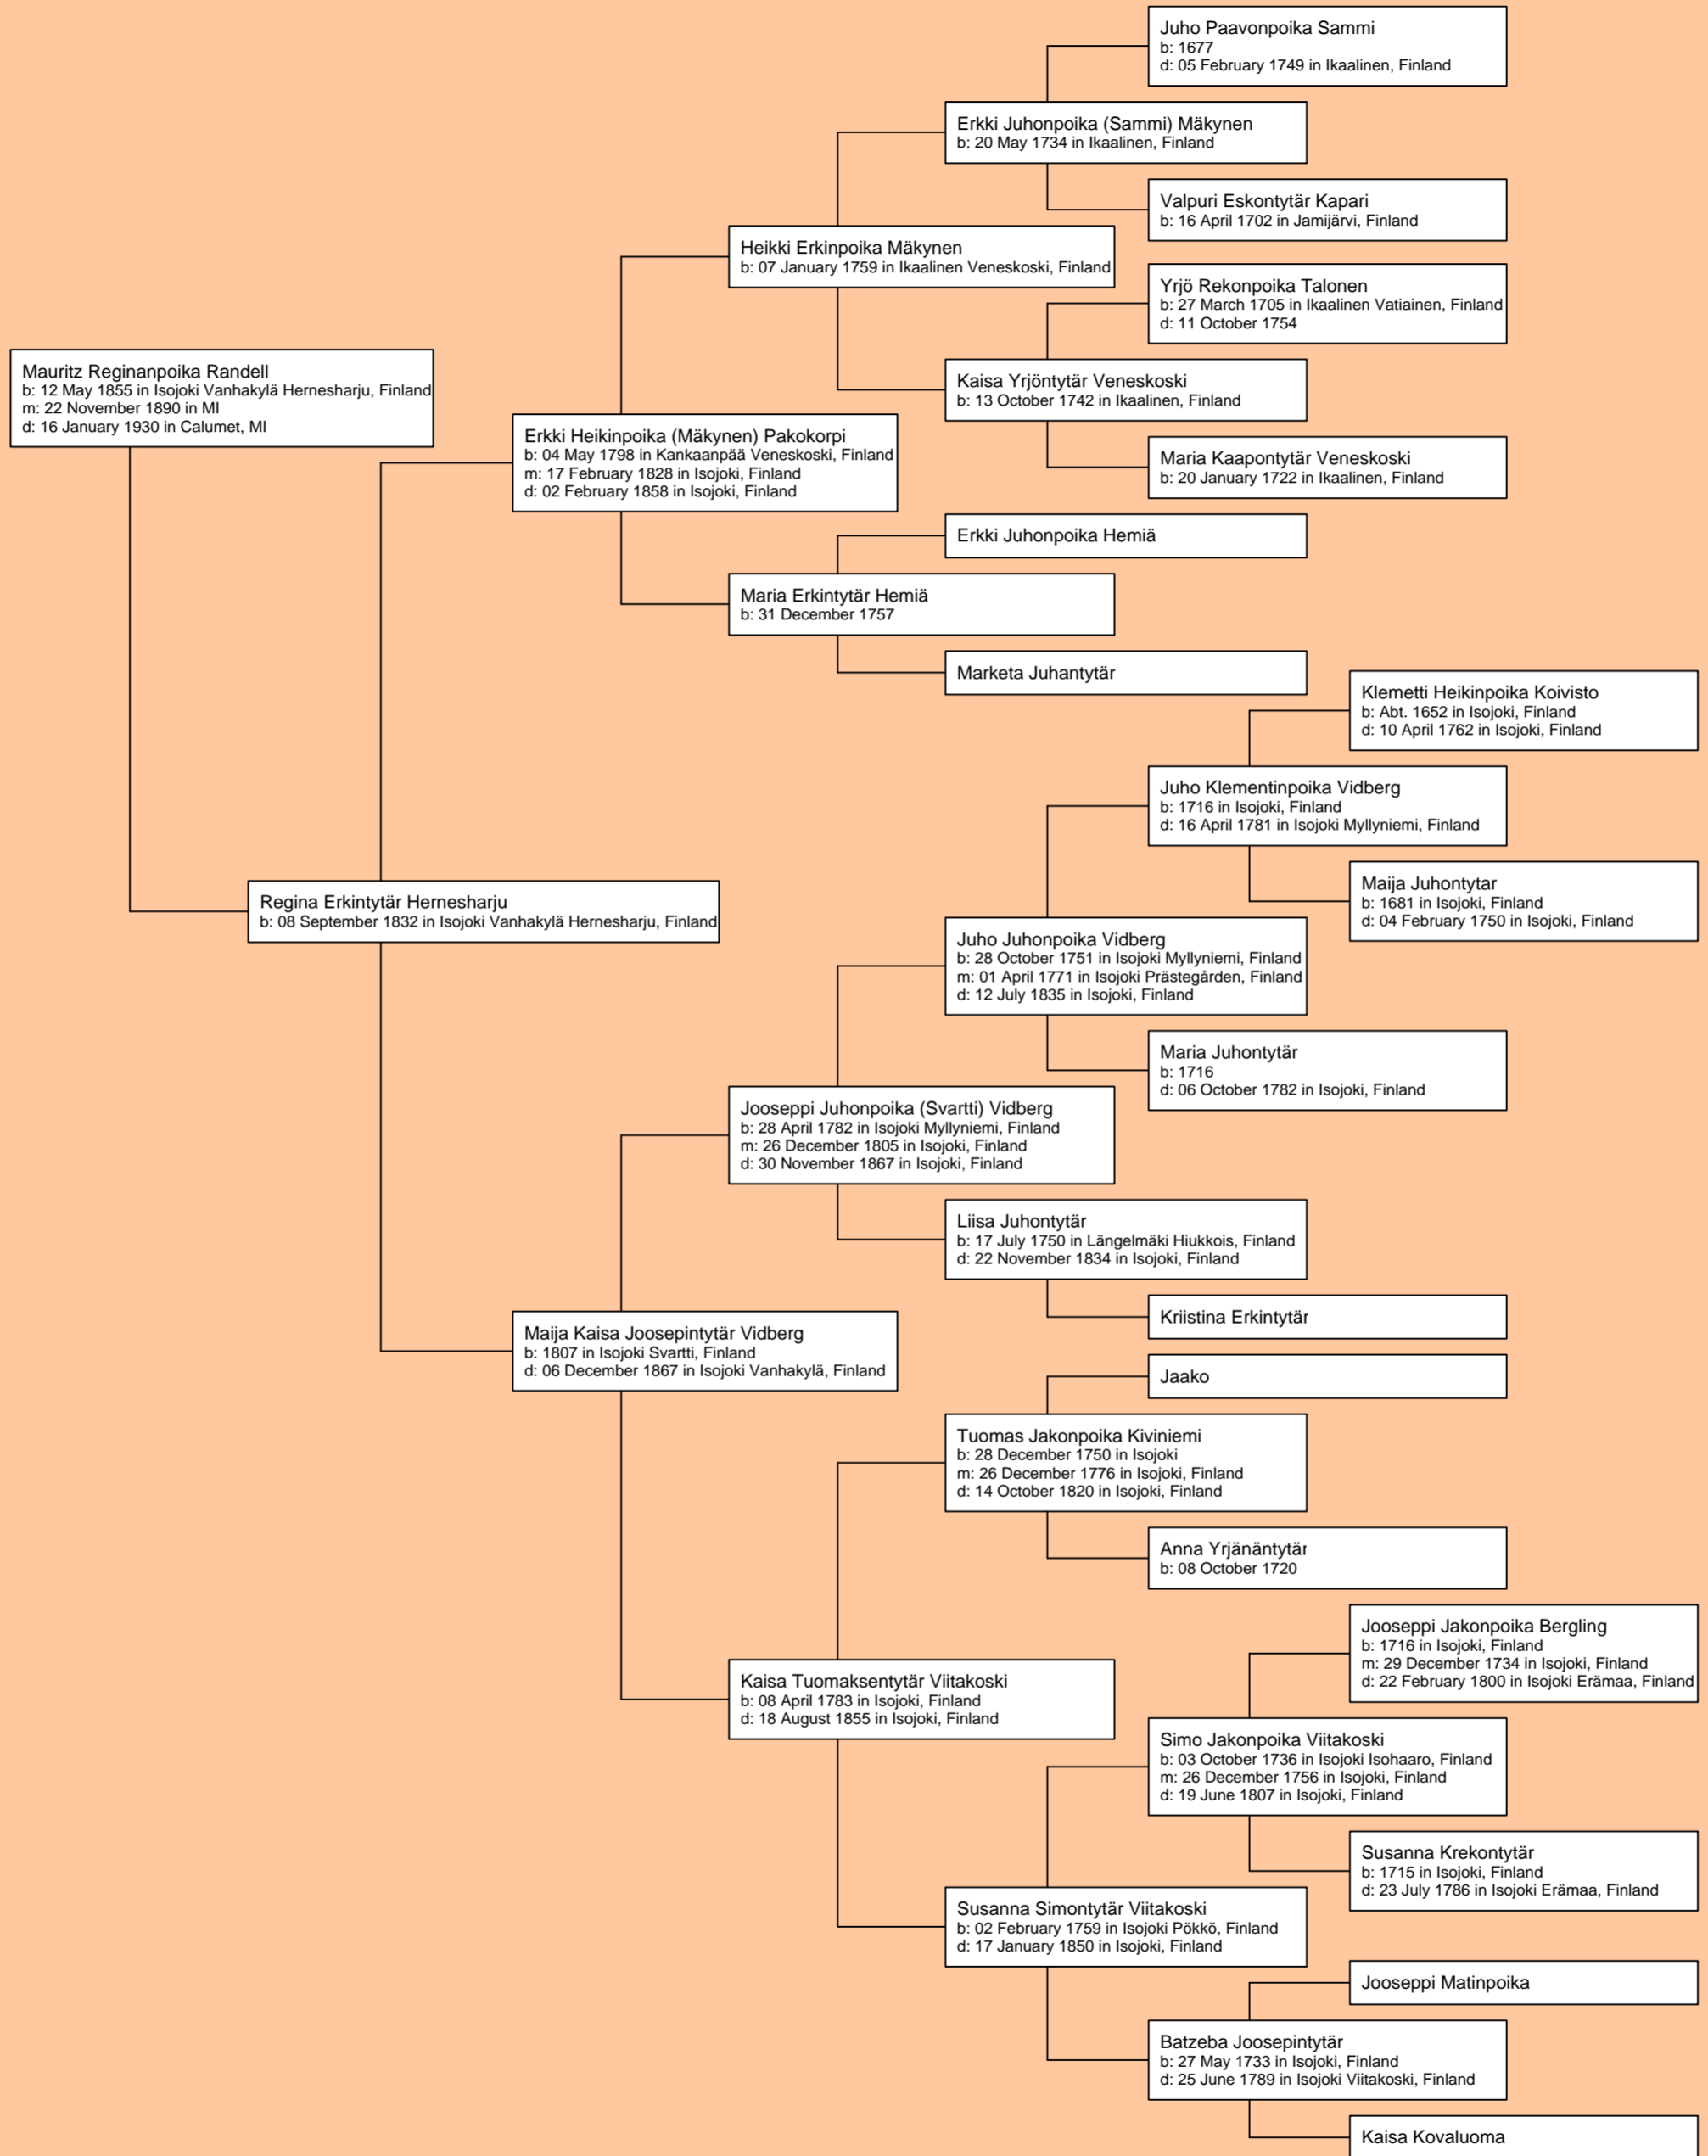 Juho Paavonpoika Sammi
b: 1677
d: 05 February 1749 in Ikaalinen, Finland
Erkki Juhonpoika (Sammi) Mäkynen
b: 20 May 1734 in Ikaalinen, Finland
Valpuri Eskontytär Kapari
b: 16 April 1702 in Jamijärvi, Finland
Heikki Erkinpoika Mäkynen
b: 07 January 1759 in Ikaalinen Veneskoski, Finland
Yrjö Rekonpoika Talonen
b: 27 March 1705 in Ikaalinen Vatiainen, Finland
d: 11 October 1754
Kaisa Yrjöntytär Veneskoski
b: 13 October 1742 in Ikaalinen, Finland
Maria Kaapontytär Veneskoski
b: 20 January 1722 in Ikaalinen, Finland
Mauritz Reginanpoika Randell
b: 12 May 1855 in Isojoki Vanhakylä Hernesharju, Finland
m: 22 November 1890 in MI
d: 16 January 1930 in Calumet, MI
Erkki Heikinpoika (Mäkynen) Pakokorpi
b: 04 May 1798 in Kankaanpää Veneskoski, Finland
m: 17 February 1828 in Isojoki, Finland
d: 02 February 1858 in Isojoki, Finland
Erkki Juhonpoika Hemiä
Maria Erkintytär Hemiä
b: 31 December 1757
Marketa Juhantytär
Klemetti Heikinpoika Koivisto
b: Abt. 1652 in Isojoki, Finland
d: 10 April 1762 in Isojoki, Finland
Juho Klementinpoika Vidberg
b: 1716 in Isojoki, Finland
d: 16 April 1781 in Isojoki Myllyniemi, Finland
Maija Juhontytar
b: 1681 in Isojoki, Finland
d: 04 February 1750 in Isojoki, Finland
Regina Erkintytär Hernesharju
b: 08 September 1832 in Isojoki Vanhakylä Hernesharju, Finland
Juho Juhonpoika Vidberg
b: 28 October 1751 in Isojoki Myllyniemi, Finland
m: 01 April 1771 in Isojoki Prästegården, Finland
d: 12 July 1835 in Isojoki, Finland
Maria Juhontytär
b: 1716
d: 06 October 1782 in Isojoki, Finland
Jooseppi Juhonpoika (Svartti) Vidberg
b: 28 April 1782 in Isojoki Myllyniemi, Finland
m: 26 December 1805 in Isojoki, Finland
d: 30 November 1867 in Isojoki, Finland
Liisa Juhontytär
b: 17 July 1750 in Längelmäki Hiukkois, Finland
d: 22 November 1834 in Isojoki, Finland
Kriistina Erkintytär
Maija Kaisa Joosepintytär Vidberg
b: 1807 in Isojoki Svartti, Finland
d: 06 December 1867 in Isojoki Vanhakylä, Finland
Jaako
Tuomas Jakonpoika Kiviniemi
b: 28 December 1750 in Isojoki
m: 26 December 1776 in Isojoki, Finland
d: 14 October 1820 in Isojoki, Finland
Anna Yrjänäntytär
b: 08 October 1720
Jooseppi Jakonpoika Bergling
b: 1716 in Isojoki, Finland
m: 29 December 1734 in Isojoki, Finland
d: 22 February 1800 in Isojoki Erämaa, Finland
Kaisa Tuomaksentytär Viitakoski
b: 08 April 1783 in Isojoki, Finland
d: 18 August 1855 in Isojoki, Finland
Simo Jakonpoika Viitakoski
b: 03 October 1736 in Isojoki Isohaaro, Finland
m: 26 December 1756 in Isojoki, Finland
d: 19 June 1807 in Isojoki, Finland
Susanna Krekontytär
b: 1715 in Isojoki, Finland
d: 23 July 1786 in Isojoki Erämaa, Finland
Susanna Simontytär Viitakoski
b: 02 February 1759 in Isojoki Pökkö, Finland
d: 17 January 1850 in Isojoki, Finland
Jooseppi Matinpoika
Batzeba Joosepintytär
b: 27 May 1733 in Isojoki, Finland
d: 25 June 1789 in Isojoki Viitakoski, Finland
Kaisa Kovaluoma